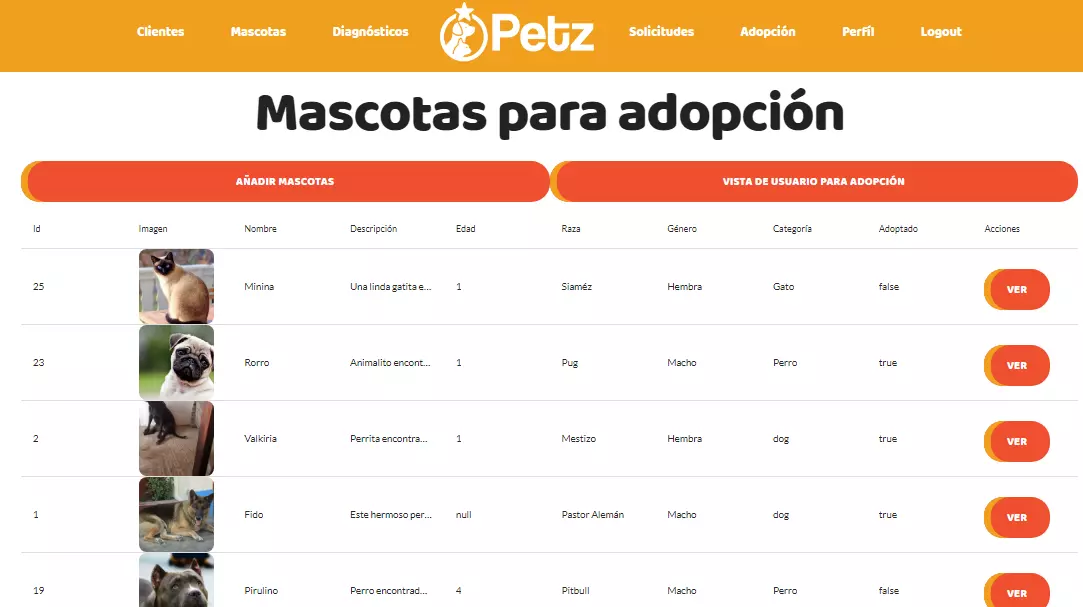 Clientes Mascotas Diagnósticos Petz Solicitudes Adopción Perfíl Logout
Mascotas para adopción
AÑADIR MASCOTAS VISTA DE USUARIO PARA ADOPCIÓN
Id Imagen Nombre Descripción Edad Raza Género Categoría Adoptado Acciones
25 Minina Una linda gatita e... 1 Siaméz Hembra Gato false VER
23 Rorro Animalito encont... 1 Pug Macho Perro true VER
2 Valkiria Perrita encontra... 1 Mestizo Hembra dog true VER
1 Fido Este hermoso per... null Pastor Alemán Macho dog true VER
19 Pirulino Perro encontrad... 4 Pitbull Macho Perro false VER